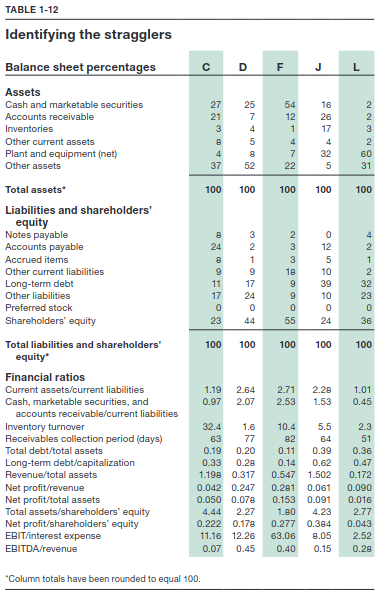 TABLE 1-12
Identifying the stragglers
Balance sheet percentages C D F J L
Assets
Cash and marketable securities 27 25 54 16 2
Accounts receivable 21 7 12 26 2
Inventories 3 4 1 17 3
Other current assets 8 5 4 4 2
Plant and equipment (net) 4 8 7 32 60
Other assets 37 52 22 5 31
Total assets* 100 100 100 100 100
Liabilities and shareholders'
equity
Notes payable 8 3 2 0 4
Accounts payable 24 2 3 12 2
Accrued items 8 1 3 5 1
Other current liabilities 9 9 18 10 2
Long-term debt 11 17 9 39 32
Other liabilities 17 24 9 10 23
Preferred stock 0 0 0 0 0
Shareholders' equity 23 44 55 24 36
Total liabilities and shareholders' 100 100 100 100 100
equity*
Financial ratios
Current assets/current liabilities 1.19 2.64 2.71 2.28 1.01
Cash, marketable securities, and 0.97 2.07 2.53 1.53 0.45
accounts receivable/current liabilities
Inventory turnover 32.4 1.6 10.4 5.5 2.3
Receivables collection period (days) 63 77 82 64 51
Total debt/total assets 0.19 0.20 0.11 0.39 0.36
Long-term debt/capitalization 0.33 0.28 0.14 0.62 0.47
Revenue/total assets 1.198 0.317 0.547 1.502 0.172
Net profit/revenue 0.042 0.247 0.281 0.061 0.090
Net profit/total assets 0.050 0.078 0.153 0.091 0.016
Total assets/shareholders' equity 4.44 2.27 1.80 4.23 2.77
Net profit/shareholders' equity 0.222 0.178 0.277 0.384 0.043
EBIT/interest expense 11.16 12.26 63.06 8.05 2.52
EBITDA/revenue 0.07 0.45 0.40 0.15 0.28
*Column totals have been rounded to equal 100.